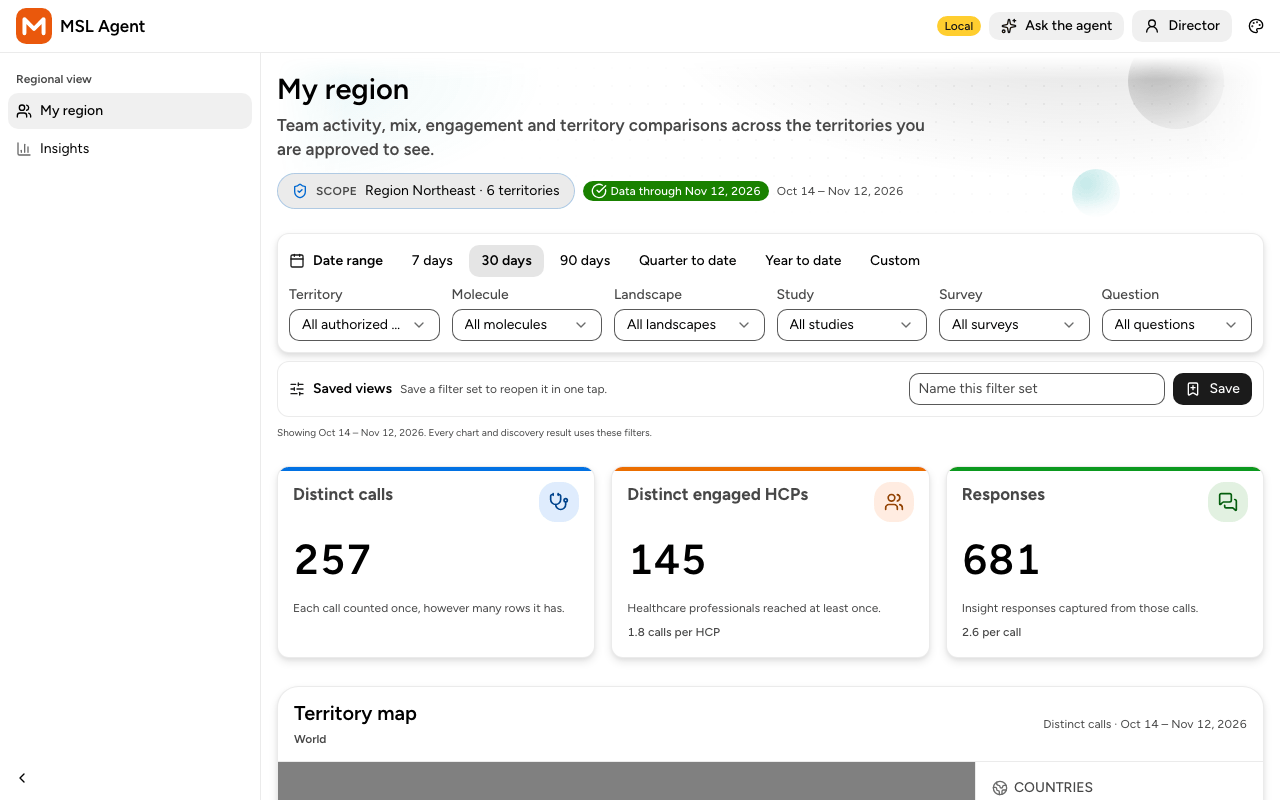 MSL Agent
Local
Ask the agent
Director
Regional view
My region
Insights
My region
Team activity, mix, engagement and territory comparisons across the territories you
are approved to see.
SCOPE Region Northeast · 6 territories
Data through Nov 12, 2026
Oct 14 – Nov 12, 2026
Date range
7 days
30 days
90 days
Quarter to date
Year to date
Custom
Territory
Molecule
Landscape
Study
Survey
Question
All authorized ...
All molecules
All landscapes
All studies
All surveys
All questions
Saved views
Save a filter set to reopen it in one tap.
Name this filter set
Save
Showing Oct 14 – Nov 12, 2026. Every chart and discovery result uses these filters.
Distinct calls
257
Each call counted once, however many rows it has.
Distinct engaged HCPs
145
Healthcare professionals reached at least once.
1.8 calls per HCP
Responses
681
Insight responses captured from those calls.
2.6 per call
Territory map
World
Distinct calls · Oct 14 – Nov 12, 2026
COUNTRIES